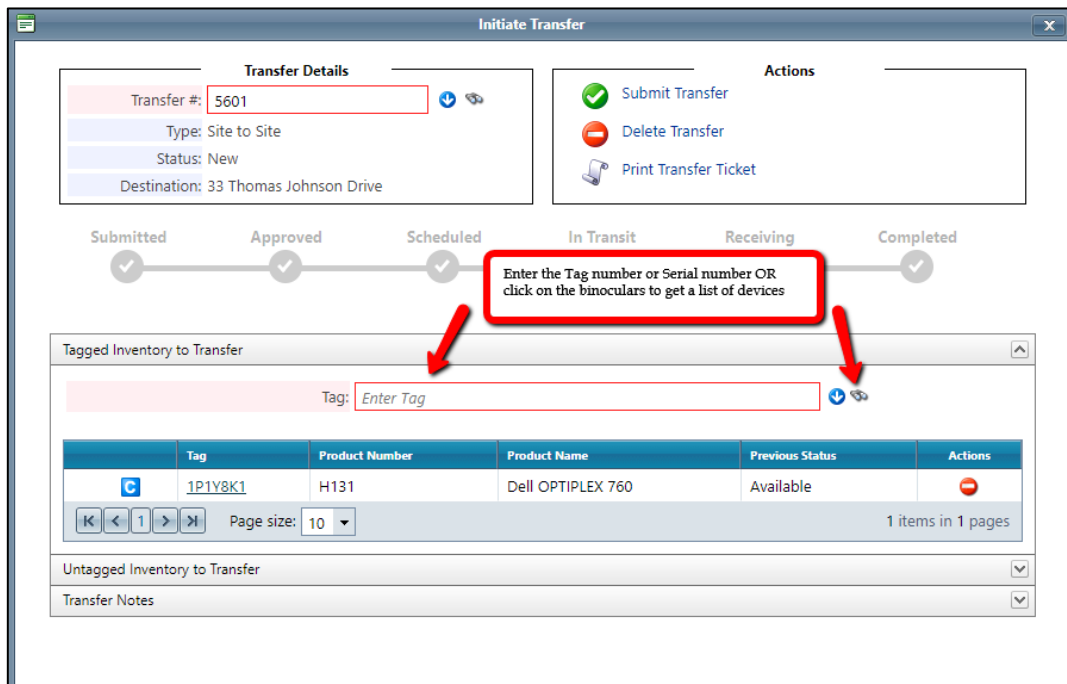 Initiate Transfer
Transfer Details
Transfer #: 5601
Type: Site to Site
Status: New
Destination: 33 Thomas Johnson Drive
Actions
Submit Transfer
Delete Transfer
Print Transfer Ticket
Submitted Approved Scheduled In Transit Receiving Completed
Enter the Tag number or Serial number OR
click on the binoculars to get a list of devices
Tagged Inventory to Transfer
Tag: Enter Tag
Tag Product Number Product Name Previous Status Actions
C 1P1Y8K1 H131 Dell OPTIPLEX 760 Available
1 Page size: 10 1 items in 1 pages
Untagged Inventory to Transfer
Transfer Notes